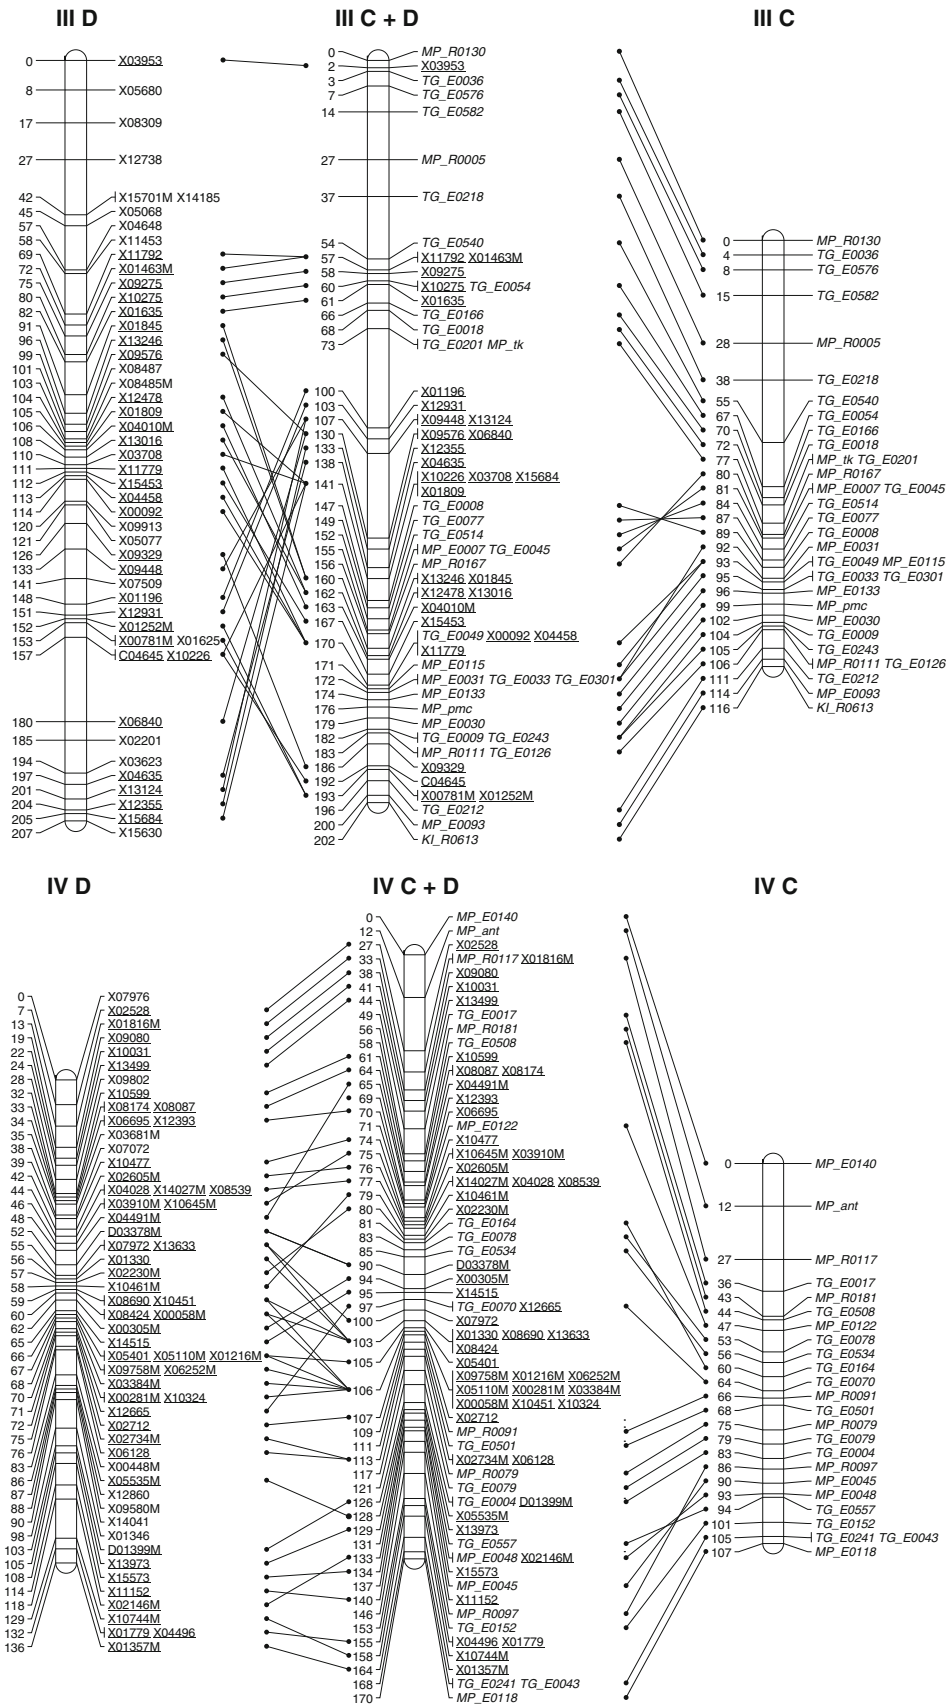 III D
0 X03953
8 X05680
17 X08309
27 X12738
42 X15701M X14185
45 X05068
57 X04648
58 X11453
69 X11792
72 X01463M
75 X09275
80 X10275
82 X01635
91 X01845
96 X13246
99 X09576
101 X08487
103 X08485M
104 X12478
105 X01809
106 X04010M
108 X13016
110 X03708
111 X11779
112 X15453
113 X04458
114 X00092
120 X09913
121 X05077
126 X09329
133 X09448
141 X07509
148 X01196
151 X12931
152 X01252M
153 X00781M X01625
157 C04645 X10226
180 X06840
185 X02201
194 X03623
197 X04635
201 X13124
204 X12355
205 X15684
207 X15630
III C + D
0 MP_R0130
2 X03953
3 TG_E0036
7 TG_E0576
14 TG_E0582
27 MP_R0005
37 TG_E0218
54 TG_E0540
57 X11792 X01463M
58 X09275
60 X10275 TG_E0054
61 X01635
66 TG_E0166
68 TG_E0018
73 TG_E0201 MP_tk
100 X01196
103 X12931
107 X09448 X13124
130 X09576 X06840
133 X12355
138 X04635
141 X10226 X03708 X15684
X01809
147 TG_E0008
149 TG_E0077
152 TG_E0514
155 MP_E0007 TG_E0045
156 MP_R0167
160 X13246 X01845
162 X12478 X13016
163 X04010M
167 X15453
170 TG_E0049 X00092 X04458
X11779
171 MP_E0115
172 MP_E0031 TG_E0033 TG_E0301
174 MP_E0133
176 MP_pmc
179 MP_E0030
182 TG_E0009 TG_E0243
183 MP_R0111 TG_E0126
186 X09329
192 C04645
193 X00781M X01252M
196 TG_E0212
200 MP_E0093
202 KI_R0613
III C
0 MP_R0130
4 TG_E0036
8 TG_E0576
15 TG_E0582
28 MP_R0005
38 TG_E0218
55 TG_E0540
67 TG_E0054
70 TG_E0166
72 TG_E0018
77 MP_tk TG_E0201
80 MP_R0167
81 MP_E0007 TG_E0045
84 TG_E0514
87 TG_E0077
89 TG_E0008
92 MP_E0031
93 TG_E0049 MP_E0115
95 TG_E0033 TG_E0301
96 MP_E0133
99 MP_pmc
102 MP_E0030
104 TG_E0009
105 TG_E0243
106 MP_R0111 TG_E0126
111 TG_E0212
114 MP_E0093
116 KI_R0613
IV D
0 X07976
7 X02528
13 X01816M
19 X09080
22 X10031
24 X13499
28 X09802
32 X10599
33 X08174 X08087
34 X06695 X12393
35 X03681M
38 X07072
39 X10477
42 X02605M
44 X04028 X14027M X08539
46 X03910M X10645M
48 X04491M
52 D03378M
55 X07972 X13633
56 X01330
57 X02230M
58 X10461M
59 X08690 X10451
60 X08424 X00058M
62 X00305M
65 X14515
66 X05401 X05110M X01216M
67 X09758M X06252M
68 X03384M
70 X00281M X10324
71 X12665
72 X02712
75 X02734M
76 X06128
83 X00448M
86 X05535M
87 X12860
88 X09580M
90 X14041
98 X01346
103 D01399M
105 X13973
108 X15573
114 X11152
118 X02146M
129 X10744M
132 X01779 X04496
136 X01357M
IV C + D
0 MP_E0140
12 MP_ant
27 X02528
33 MP_R0117 X01816M
38 X09080
41 X10031
44 X13499
49 TG_E0017
56 MP_R0181
58 TG_E0508
61 X10599
64 X08087 X08174
65 X04491M
69 X12393
70 X06695
71 MP_E0122
74 X10477
75 X10645M X03910M
76 X02605M
77 X14027M X04028 X08539
79 X10461M
80 X02230M
81 TG_E0164
83 TG_E0078
85 TG_E0534
90 D03378M
94 X00305M
95 X14515
97 TG_E0070 X12665
100 X07972
103 X01330 X08690 X13633
X08424
105 X05401
106 X09758M X01216M X06252M
X05110M X00281M X03384M
X00058M X10451 X10324
107 X02712
109 MP_R0091
111 TG_E0501
113 X02734M X06128
117 MP_R0079
121 TG_E0079
126 TG_E0004 D01399M
128 X05535M
129 X13973
131 TG_E0557
133 MP_E0048 X02146M
134 X15573
137 MP_E0045
140 X11152
146 MP_R0097
153 TG_E0152
155 X04496 X01779
158 X10744M
164 X01357M
168 TG_E0241 TG_E0043
170 MP_E0118
IV C
0 MP_E0140
12 MP_ant
27 MP_R0117
36 TG_E0017
43 MP_R0181
44 TG_E0508
47 MP_E0122
53 TG_E0078
56 TG_E0534
60 TG_E0164
64 TG_E0070
66 MP_R0091
68 TG_E0501
75 MP_R0079
79 TG_E0079
83 TG_E0004
86 MP_R0097
90 MP_E0045
93 MP_E0048
94 TG_E0557
101 TG_E0152
105 TG_E0241 TG_E0043
107 MP_E0118